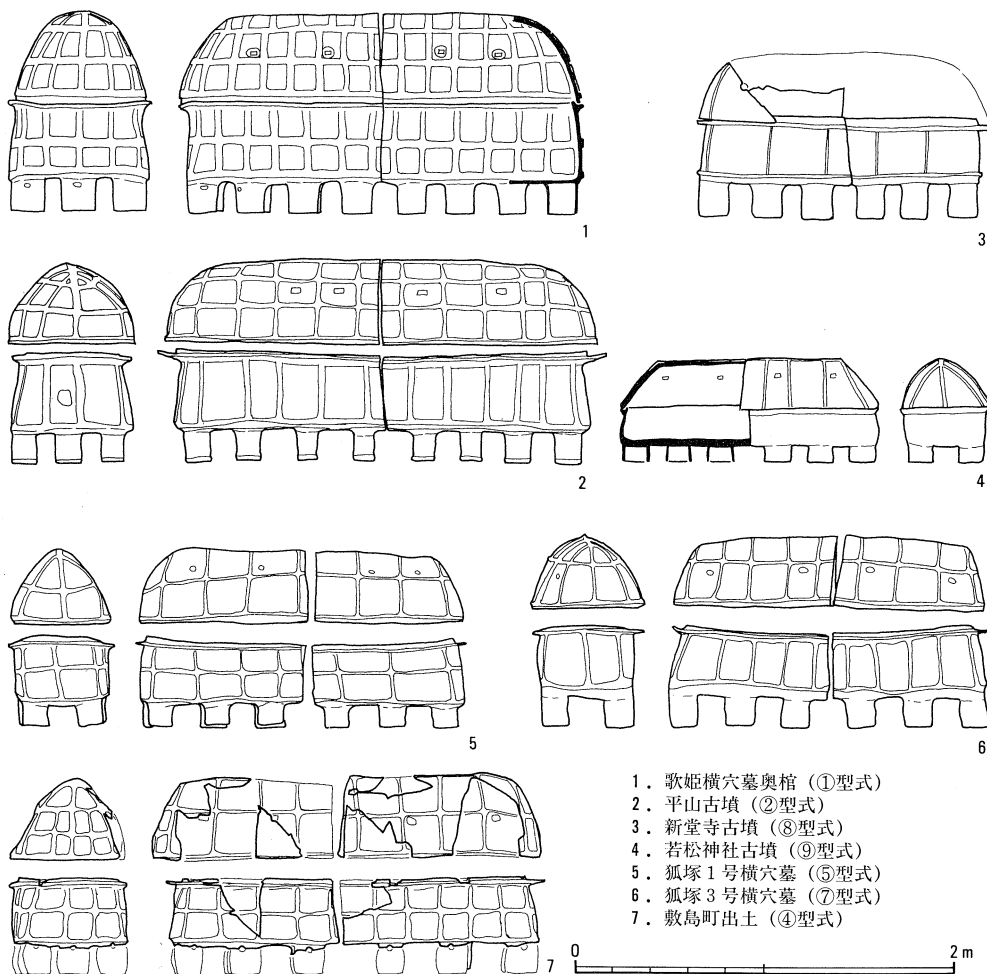 1
3
2
4
5
6
7
1．歌姫横穴墓奥棺（①型式）
2．平山古墳（②型式）
3．新堂寺古墳（⑧型式）
4．若松神社古墳（⑨型式）
5．狐塚1号横穴墓（⑤型式）
6．狐塚3号横穴墓（⑦型式）
7．敷島町出土（④型式）
0 2m